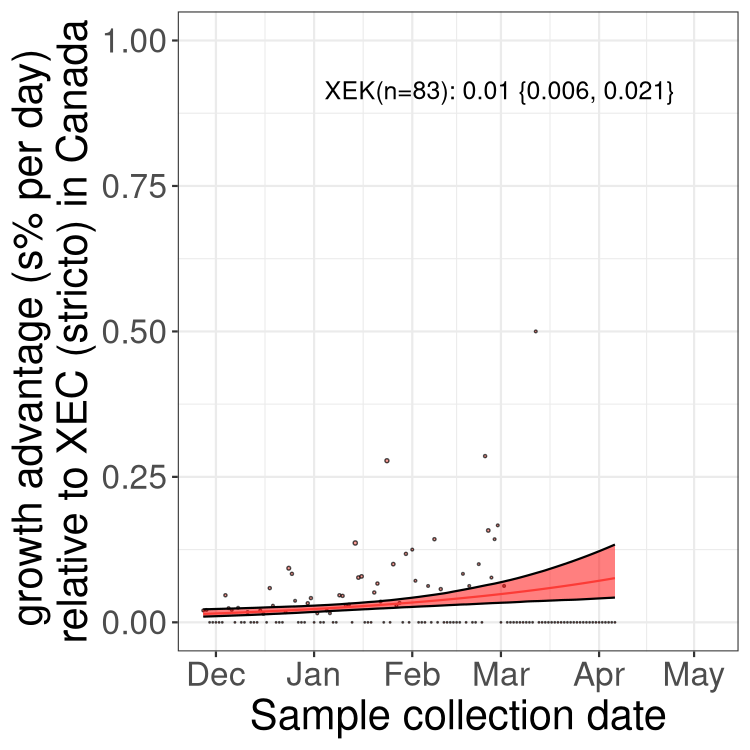 growth advantage (s% per day)
relative to XEC (stricto) in Canada
1.00
0.75
0.50
0.25
0.00
XEK(n=83): 0.01 {0.006, 0.021}
Dec Jan Feb Mar Apr May
Sample collection date